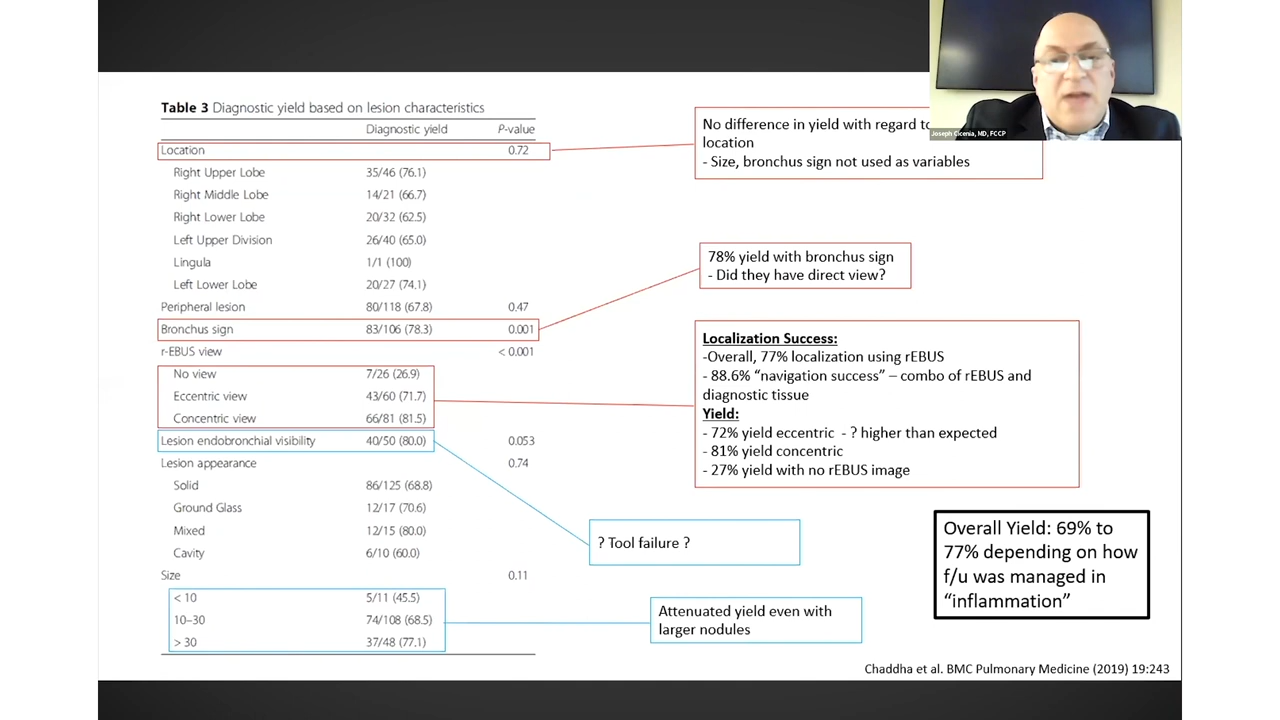 Table 3 Diagnostic yield based on lesion characteristics
Diagnostic yield P-value
Location 0.72
Right Upper Lobe 35/46 (76.1)
Right Middle Lobe 14/21 (66.7)
Right Lower Lobe 20/32 (62.5)
Left Upper Division 26/40 (65.0)
Lingula 1/1 (100)
Left Lower Lobe 20/27 (74.1)
Peripheral lesion 80/118 (67.8) 0.47
Bronchus sign 83/106 (78.3) 0.001
r-EBUS view < 0.001
No view 7/26 (26.9)
Eccentric view 43/60 (71.7)
Concentric view 66/81 (81.5)
Lesion endobronchial visibility 40/50 (80.0) 0.053
Lesion appearance 0.74
Solid 86/125 (68.8)
Ground Glass 12/17 (70.6)
Mixed 12/15 (80.0)
Cavity 6/10 (60.0)
Size 0.11
< 10 5/11 (45.5)
10–30 74/108 (68.5)
> 30 37/48 (77.1)
No difference in yield with regard to
location
- Size, bronchus sign not used as variables
78% yield with bronchus sign
- Did they have direct view?
Localization Success:
-Overall, 77% localization using rEBUS
- 88.6% “navigation success” – combo of rEBUS and
diagnostic tissue
Yield:
- 72% yield eccentric - ? higher than expected
- 81% yield concentric
- 27% yield with no rEBUS image
? Tool failure ?
Attenuated yield even with
larger nodules
Overall Yield: 69% to
77% depending on how
f/u was managed in
“inflammation”
Chaddha et al. BMC Pulmonary Medicine (2019) 19:243
Joseph Cicenia, MD, FCCP